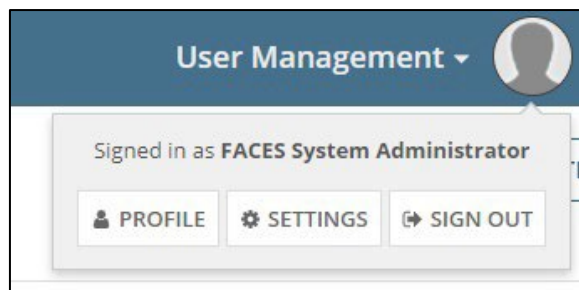 User Management
Signed in as FACES System Administrator
PROFILE SETTINGS SIGN OUT